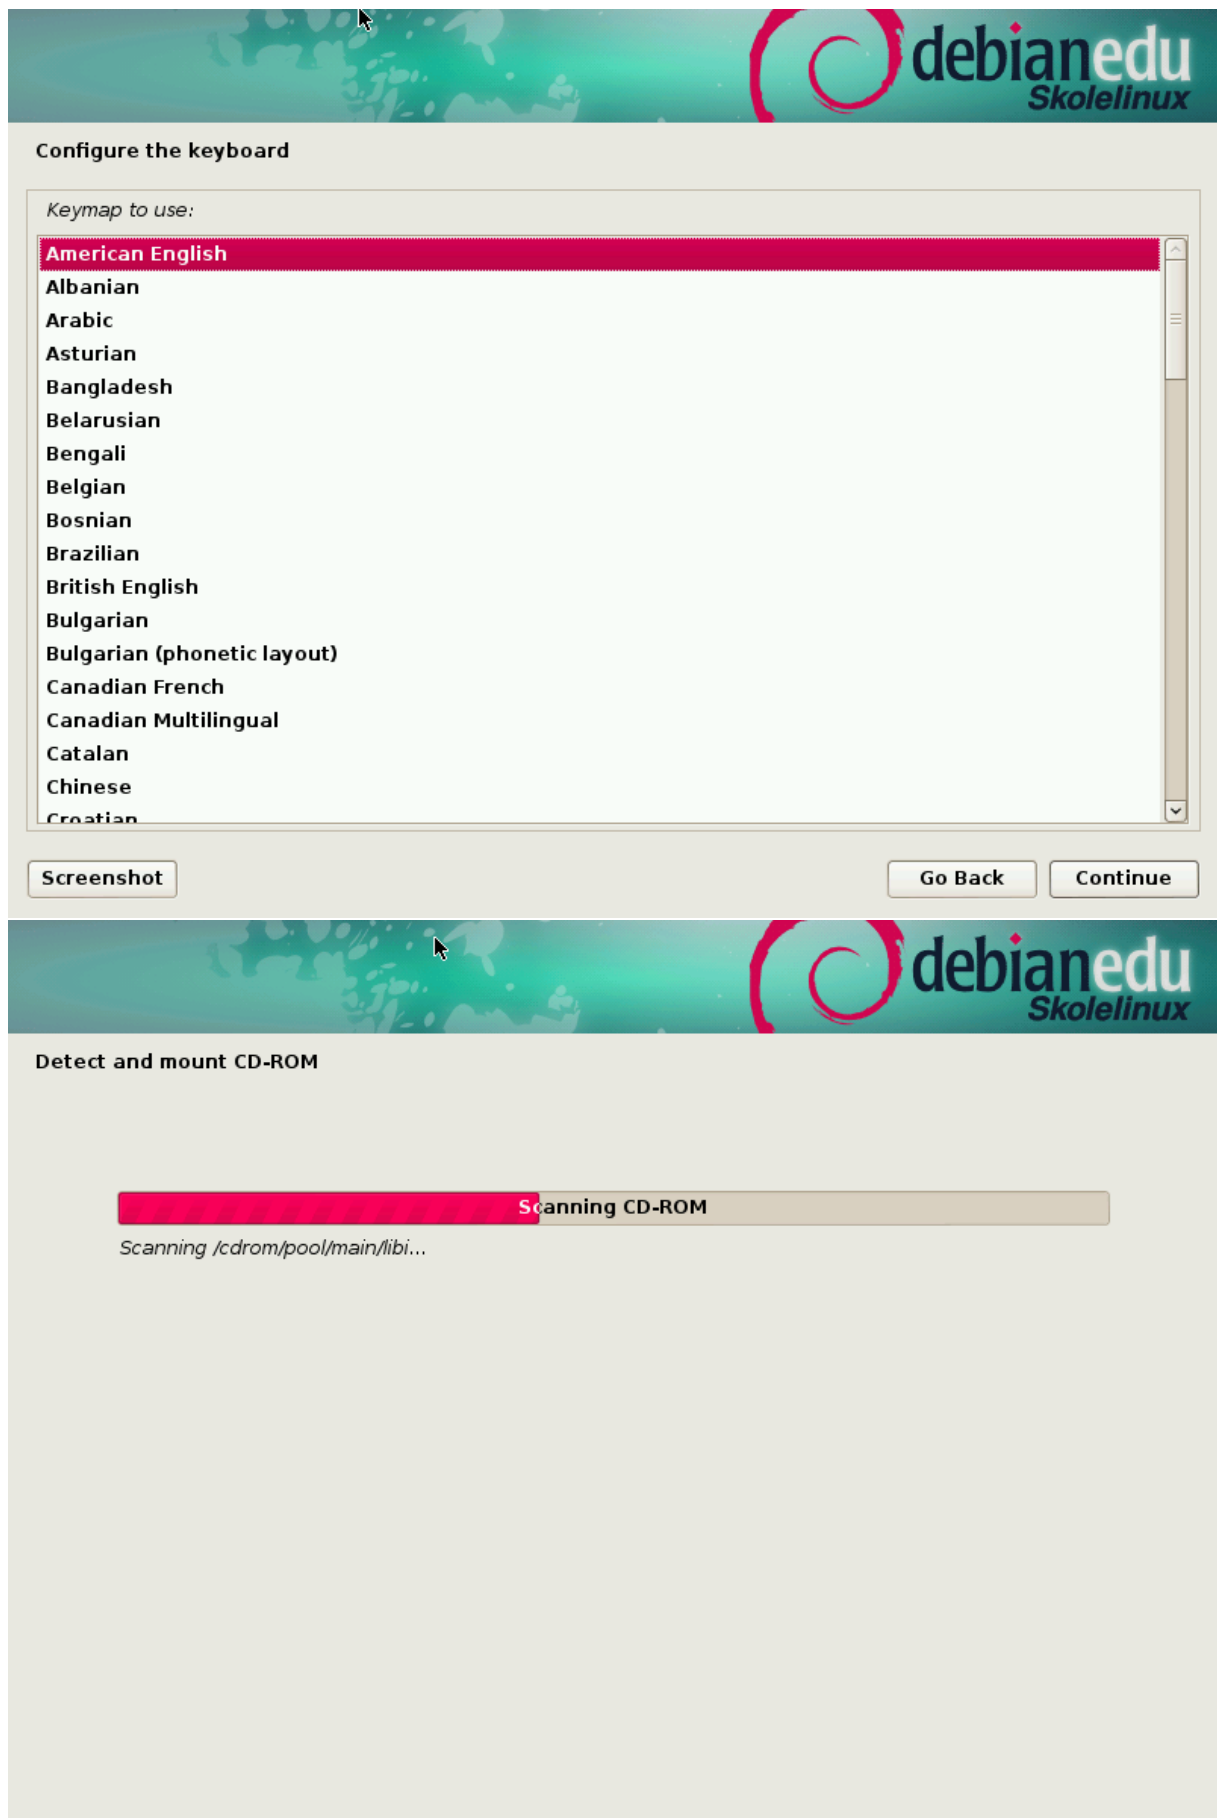 debianedu
Skolelinux
Configure the keyboard
Keymap to use:
American English
Albanian
Arabic
Asturian
Bangladesh
Belarusian
Bengali
Belgian
Bosnian
Brazilian
British English
Bulgarian
Bulgarian (phonetic layout)
Canadian French
Canadian Multilingual
Catalan
Chinese
Croatian
Screenshot Go Back Continue
debianedu
Skolelinux
Detect and mount CD-ROM
Scanning CD-ROM
Scanning /cdrom/pool/main/libi...